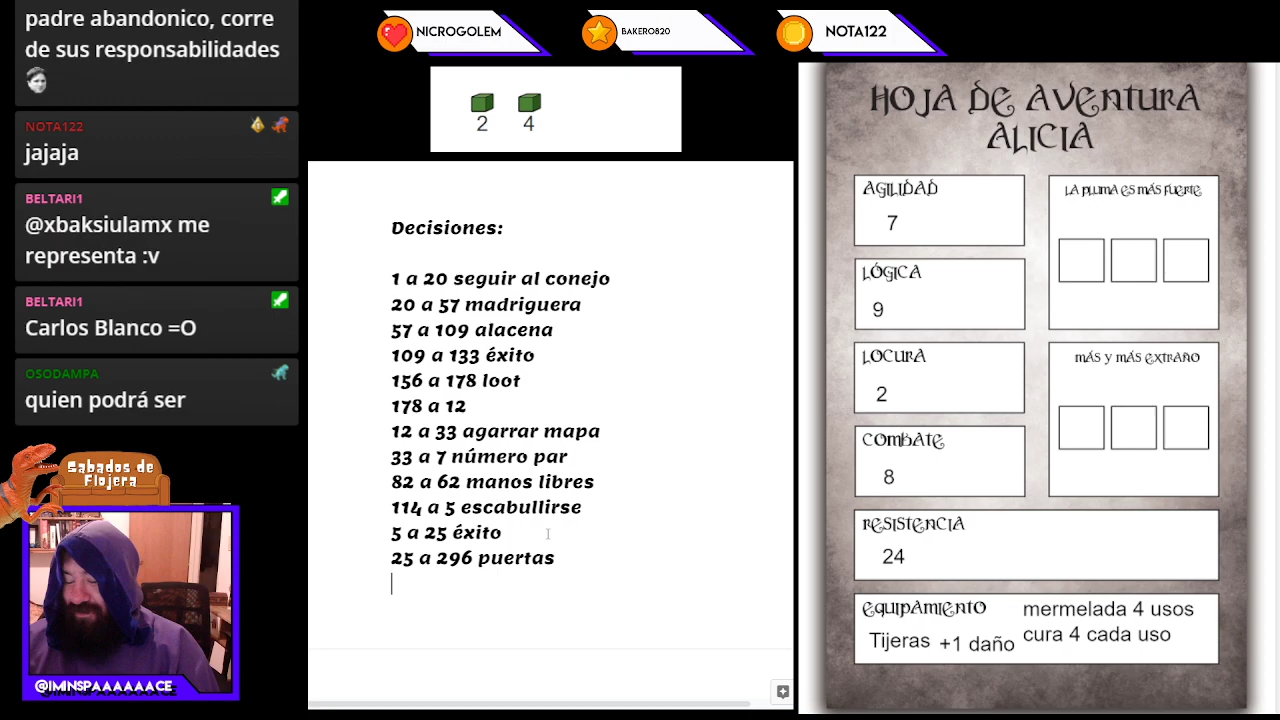 padre abandonico, corre
de sus responsabilidades
NOTA122
jajaja
BELTARI1
@xbaksiulamx me
representa :v
BELTARI1
Carlos Blanco =O
OSODAMPA
quien podrá ser
Sabados de
Flojera
@IMINSPAAAAAACE
NICROGOLEM
BAKERO820
NOTA122
2 4
Decisiones:
1 a 20 seguir al conejo
20 a 57 madriguera
57 a 109 alacena
109 a 133 éxito
156 a 178 loot
178 a 12
12 a 33 agarrar mapa
33 a 7 número par
82 a 62 manos libres
114 a 5 escabullirse
5 a 25 éxito
25 a 296 puertas
HOJA DE AVENTURA
ALICIA
AGILIDAD
7
LÓGICA
9
LOCURA
2
COMBATE
8
LA PLUMA ES MÁS FUERTE
MÁS Y MÁS EXTRAÑO
RESISTENCIA
24
EQUIPAMIENTO
Tijeras +1 daño
mermelada 4 usos
cura 4 cada uso